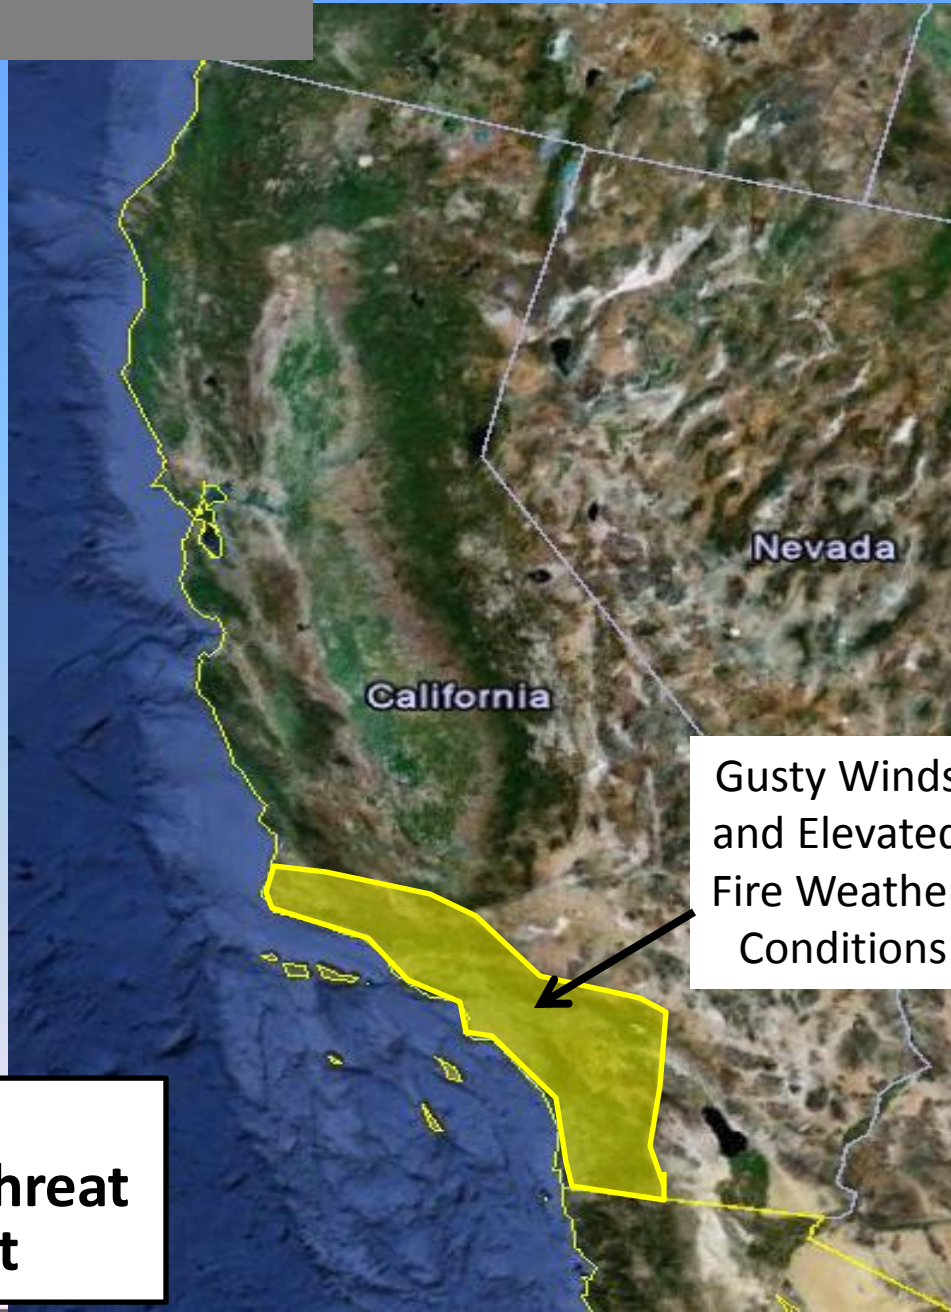 Nevada
California
Gusty Winds
and Elevated
Fire Weather
Conditions
hreat
t